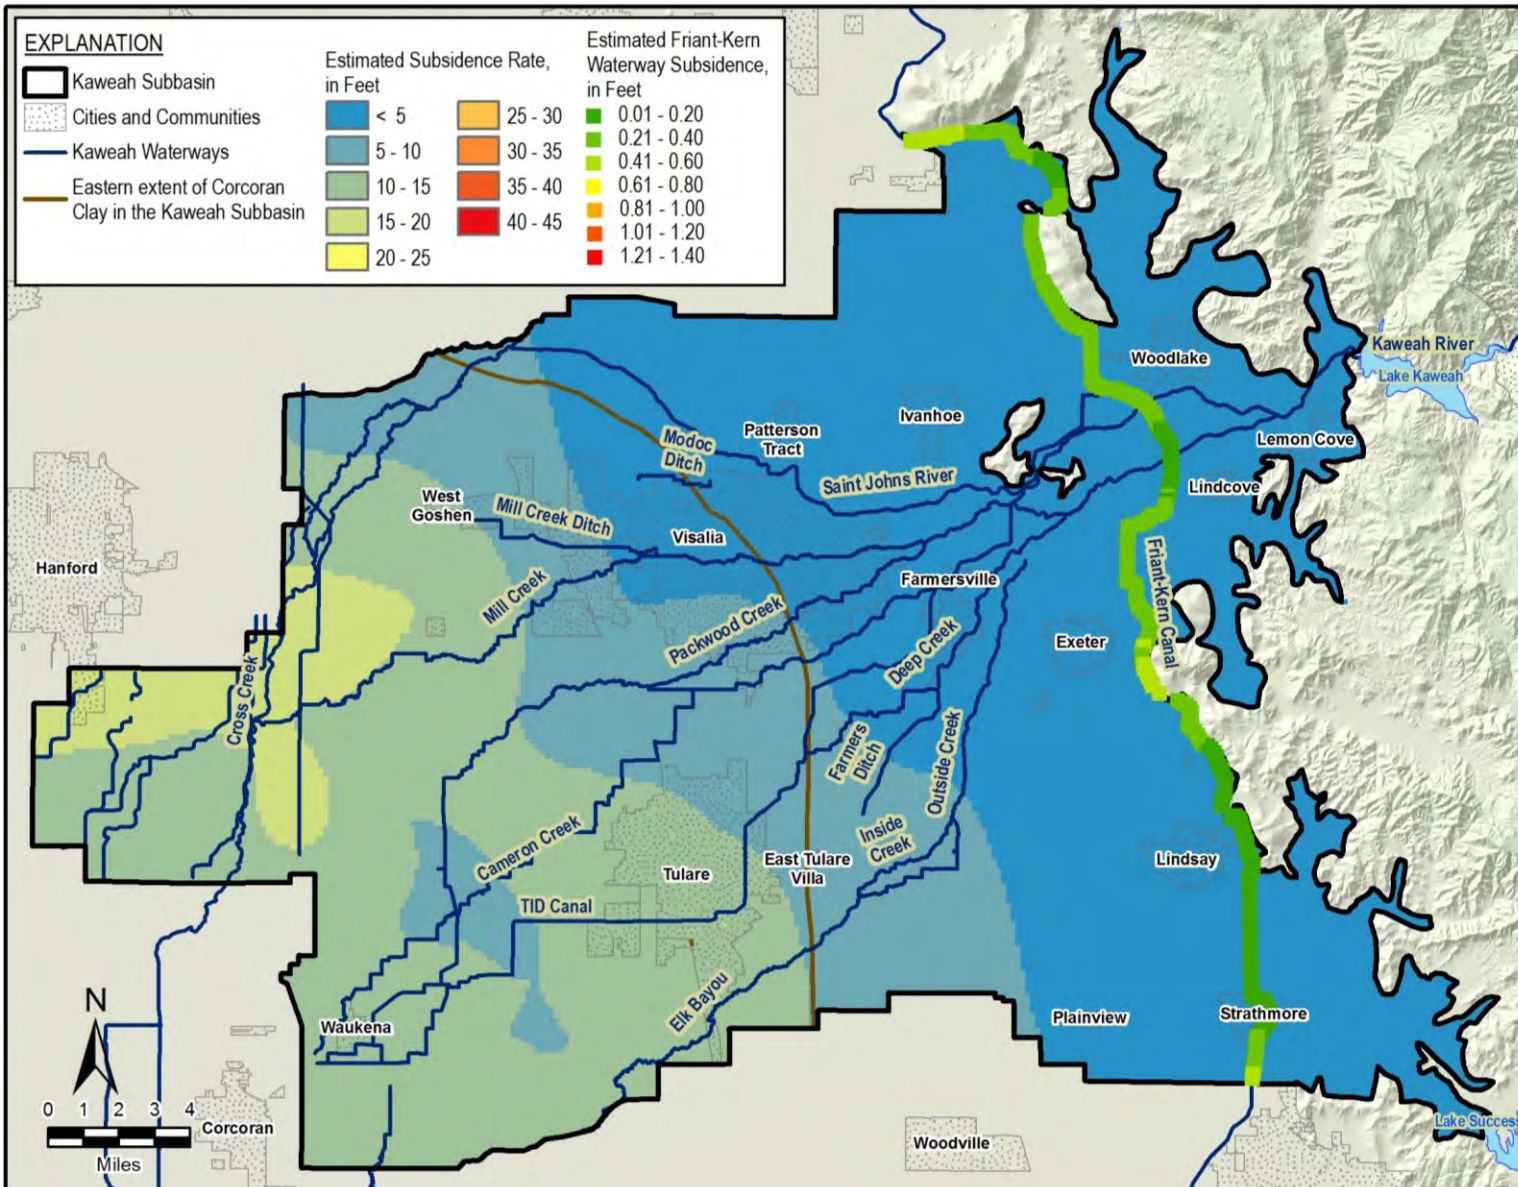 EXPLANATION
Kaweah Subbasin
Cities and Communities
Kaweah Waterways
Eastern extent of Corcoran
Clay in the Kaweah Subbasin
Estimated Subsidence Rate,
in Feet
< 5
5 - 10
10 - 15
15 - 20
20 - 25
25 - 30
30 - 35
35 - 40
40 - 45
Estimated Friant-Kern
Waterway Subsidence,
in Feet
0.01 - 0.20
0.21 - 0.40
0.41 - 0.60
0.61 - 0.80
0.81 - 1.00
1.01 - 1.20
1.21 - 1.40
Kaweah River
Lake Kaweah
Woodlake
Ivanhoe
Patterson
Tract
Modoc
Ditch
Lemon Cove
Saint Johns River
Lindcove
West
Goshen
Mill Creek Ditch
Visalia
Hanford
Mill Creek
Farmersville
Friant-Kern Canal
Packwood Creek
Deep Creek
Exeter
Cross Creek
Farmers
Ditch
Outside Creek
Cameron Creek
Inside
Creek
Tulare
East Tulare
Villa
Lindsay
TID Canal
Elk Bayou
Waukena
Plainview
Strathmore
N
0 1 2 3 4
Miles
Corcoran
Woodville
Lake Success